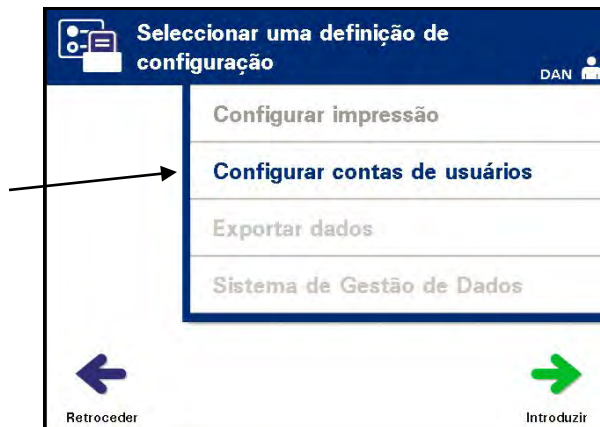 Seleccionar uma definição de
configuração
DAN
Configurar impressão
Configurar contas de usuários
Exportar dados
Sistema de Gestão de Dados
Retroceder
Introduzir